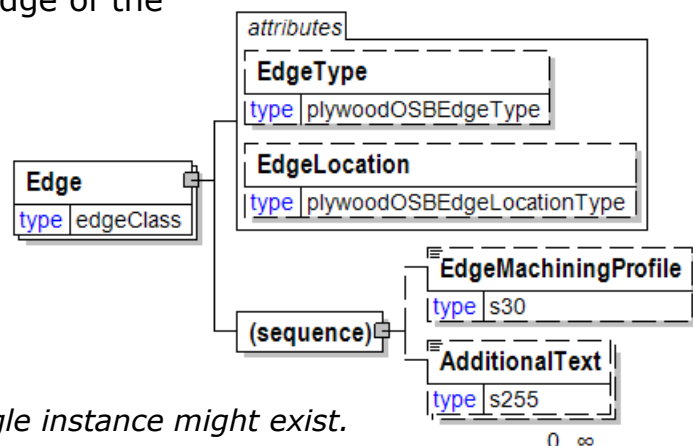 dge of the
attributes
EdgeType
type plywoodOSBEdgeType
EdgeLocation
type plywoodOSBEdgeLocationType
Edge
type edgeClass
EdgeMachiningProfile
type s30
(sequence)
AdditionalText
type s255
0 ∞
gle instance might exist.